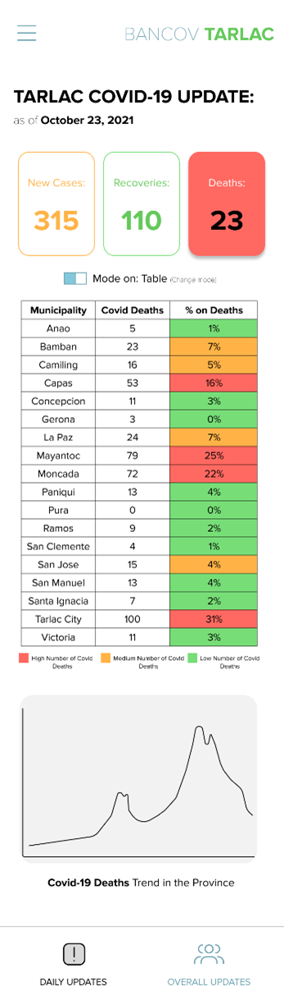 BANCOV TARLAC
TARLAC COVID-19 UPDATE:
as of October 23, 2021
New Cases: Recoveries: Deaths:
315 110 23
Mode on: Table (Change mode)
Municipality Covid Deaths % on Deaths
Anao 5 1%
Bamban 23 7%
Camiling 16 5%
Capas 53 16%
Concepcion 11 3%
Gerona 3 0%
La Paz 24 7%
Mayantoc 79 25%
Moncada 72 22%
Paniqui 13 4%
Pura 0 0%
Ramos 9 2%
San Clemente 4 1%
San Jose 15 4%
San Manuel 13 4%
Santa Ignacia 7 2%
Tarlac City 100 31%
Victoria 11 3%
High Number of Covid Deaths
Medium Number of Covid Deaths
Low Number of Covid Deaths
Covid-19 Deaths Trend in the Province
!
DAILY UPDATES OVERALL UPDATES